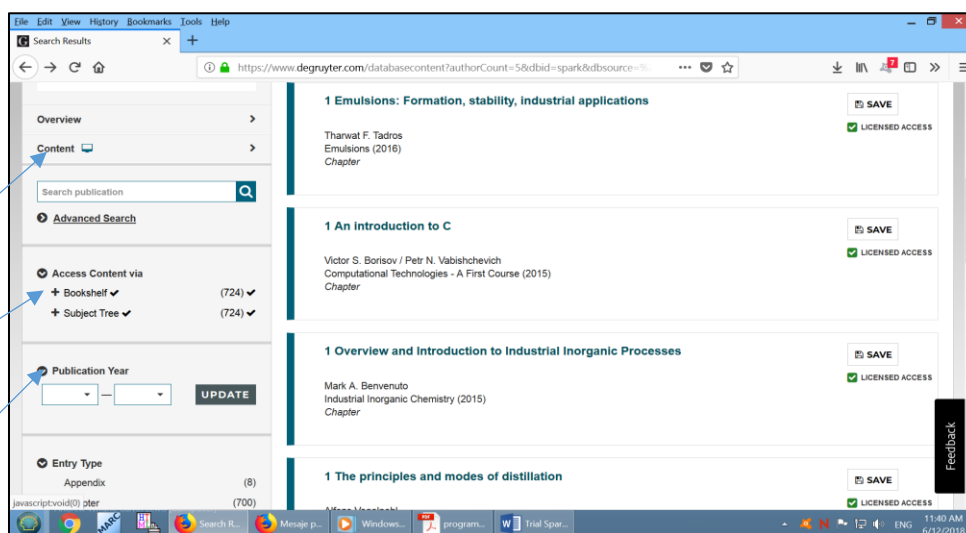 File Edit View History Bookmarks Tools Help
Search Results
https://www.degruyter.com/databasecontent?authorCount=5&dbid=spark&dbsource=%
7
Overview
Content
Search publication
Advanced Search
Access Content via
Bookshelf (724)
Subject Tree (724)
Publication Year
UPDATE
Entry Type
Appendix (8)
pter (700)
javascript:void(0)
1 Emulsions: Formation, stability, industrial applications
SAVE
LICENSED ACCESS
Tharwat F. Tadros
Emulsions (2016)
Chapter
1 An introduction to C
SAVE
LICENSED ACCESS
Victor S. Borisov / Petr N. Vabishchevich
Computational Technologies - A First Course (2015)
Chapter
1 Overview and Introduction to Industrial Inorganic Processes
SAVE
LICENSED ACCESS
Mark A. Benvenuto
Industrial Inorganic Chemistry (2015)
Chapter
1 The principles and modes of distillation
SAVE
LICENSED ACCESS
Feedback
MARC
Search R...
Mesaje p...
Windows...
program...
Trial Spar...
ENG
11:40 AM
6/12/2018